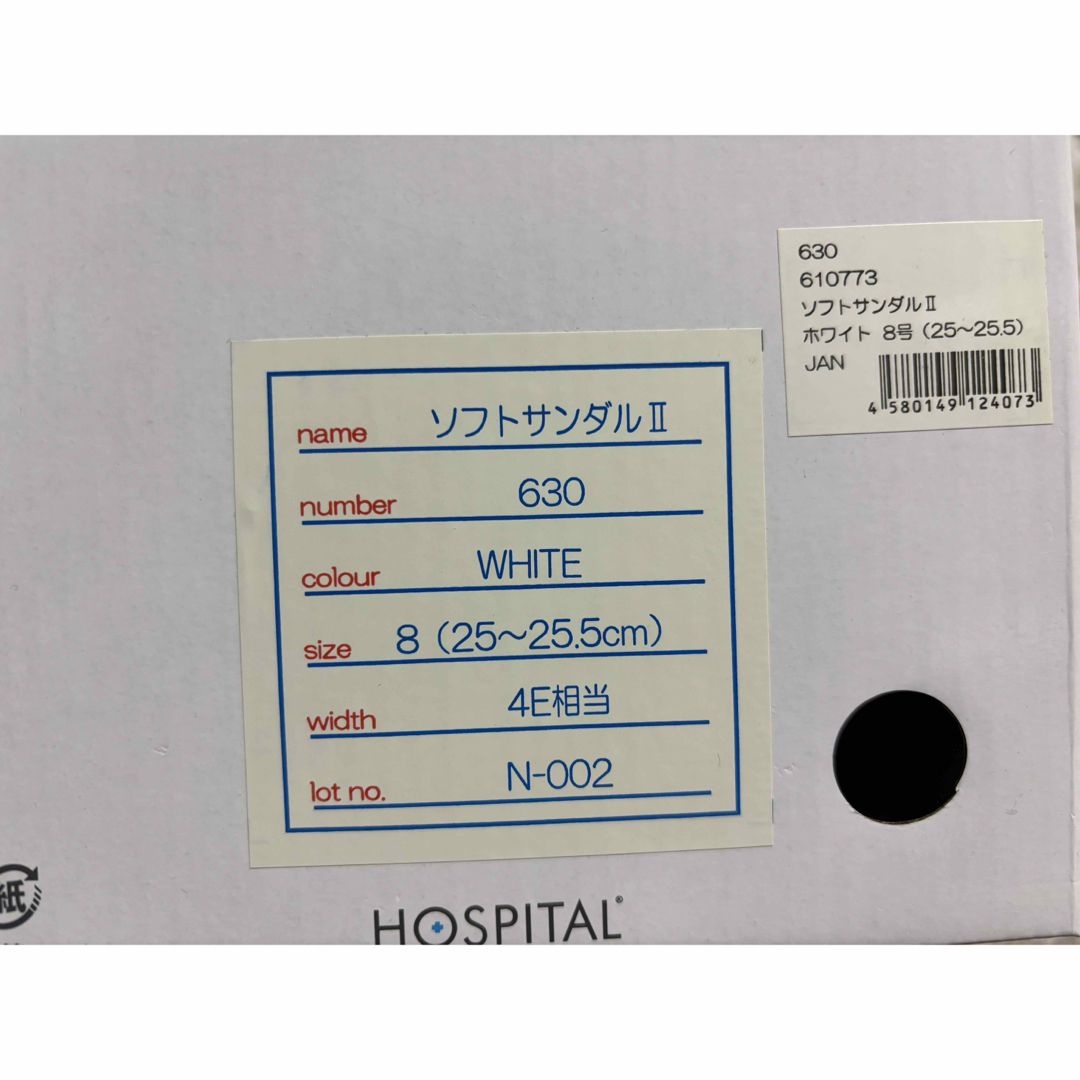 630
610773
ソフトサンダルⅡ
ホワイト 8号（25～25.5）
JAN
4 580149 124073
name ソフトサンダルⅡ
number 630
colour WHITE
size 8（25～25.5cm）
width 4E相当
lot no. N-002
紙
HOSPITAL®